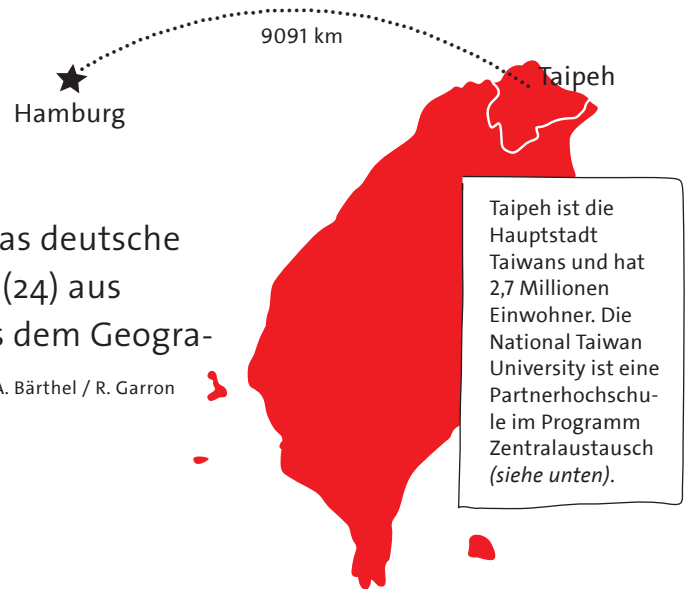 9091 km
Taipeh
Hamburg
as deutsche
(24) aus
s dem Geogra-
A. Bärthel / R. Garron
Taipeh ist die
Hauptstadt
Taiwans und hat
2,7 Millionen
Einwohner. Die
National Taiwan
University ist eine
Partnerhochschu-
le im Programm
Zentralaustausch
(siehe unten).